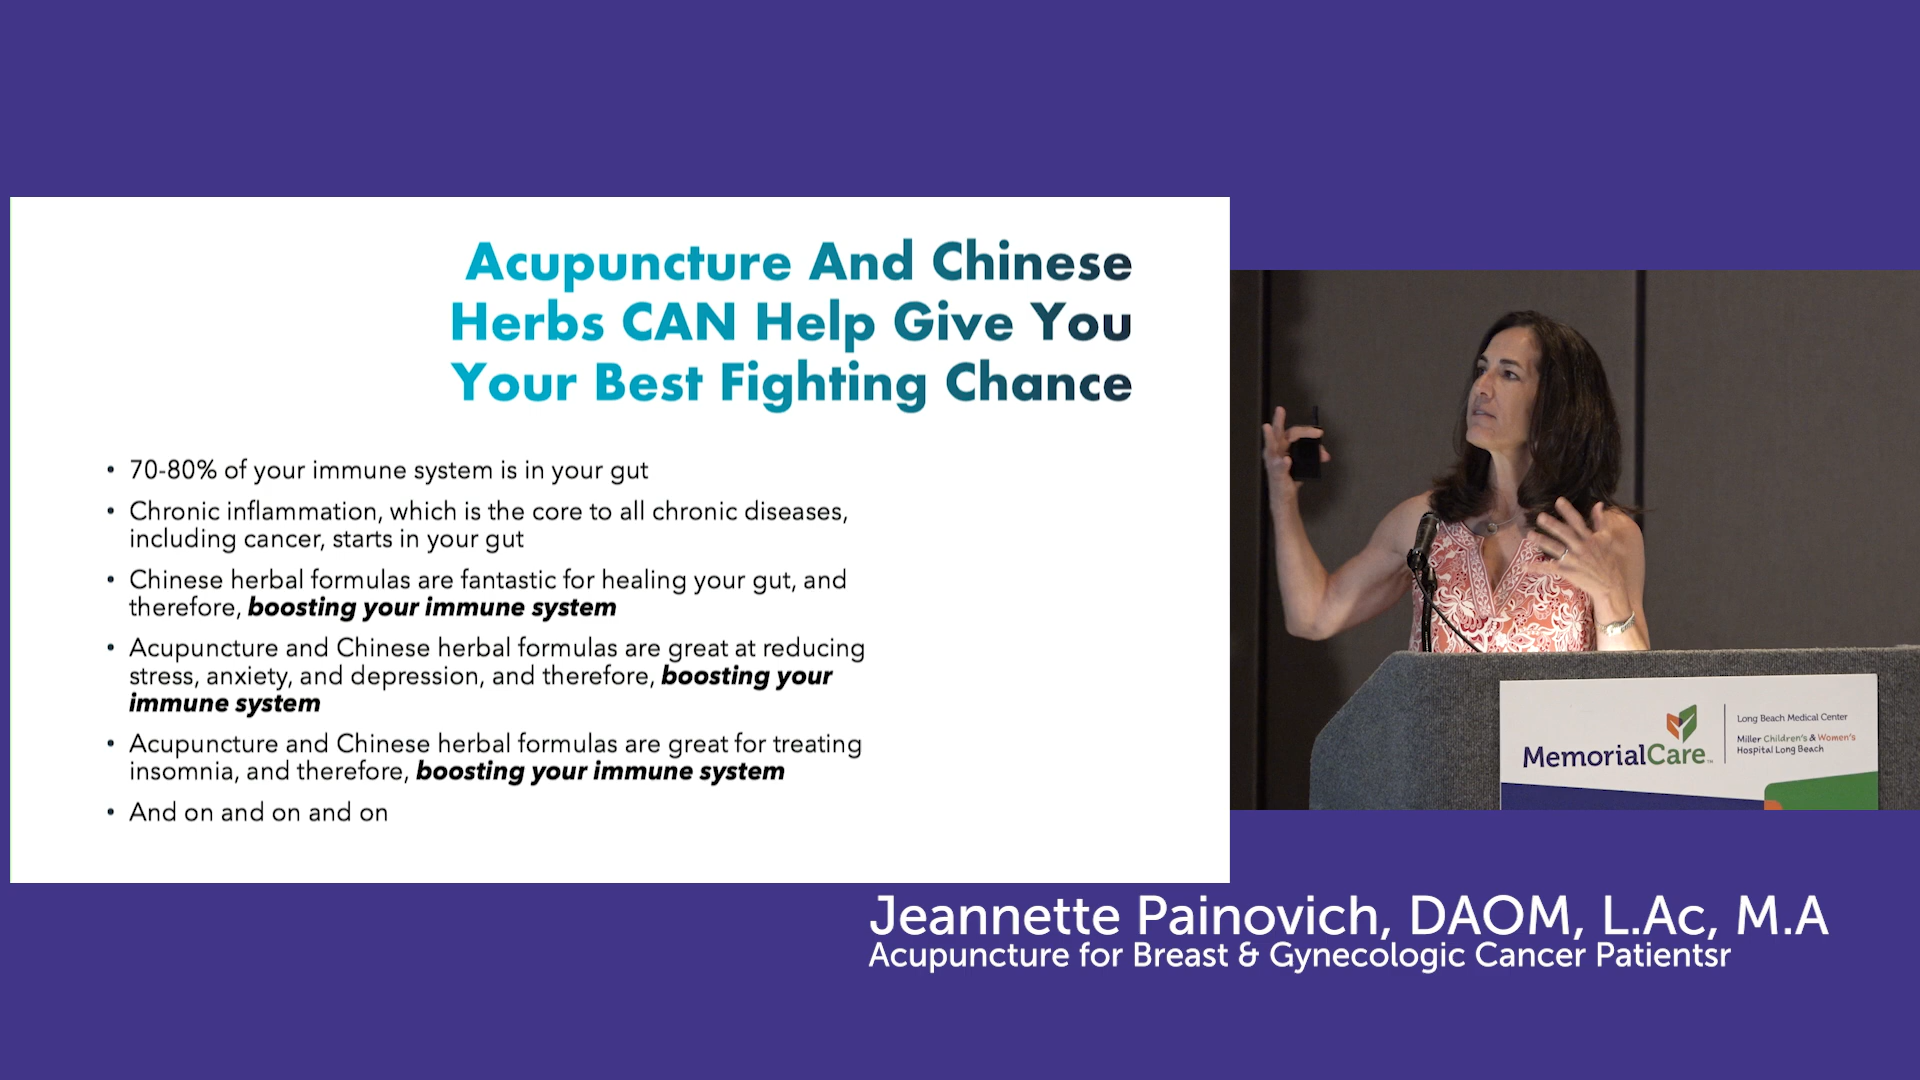 Acupuncture And Chinese
Herbs CAN Help Give You
Your Best Fighting Chance
• 70-80% of your immune system is in your gut
• Chronic inflammation, which is the core to all chronic diseases,
including cancer, starts in your gut
• Chinese herbal formulas are fantastic for healing your gut, and
therefore, boosting your immune system
• Acupuncture and Chinese herbal formulas are great at reducing
stress, anxiety, and depression, and therefore, boosting your
immune system
• Acupuncture and Chinese herbal formulas are great for treating
insomnia, and therefore, boosting your immune system
• And on and on and on
MemorialCare™
Long Beach Medical Center
Miller Children's & Women's
Hospital Long Beach
Jeannette Painovich, DAOM, L.Ac, M.A
Acupuncture for Breast & Gynecologic Cancer Patientsr